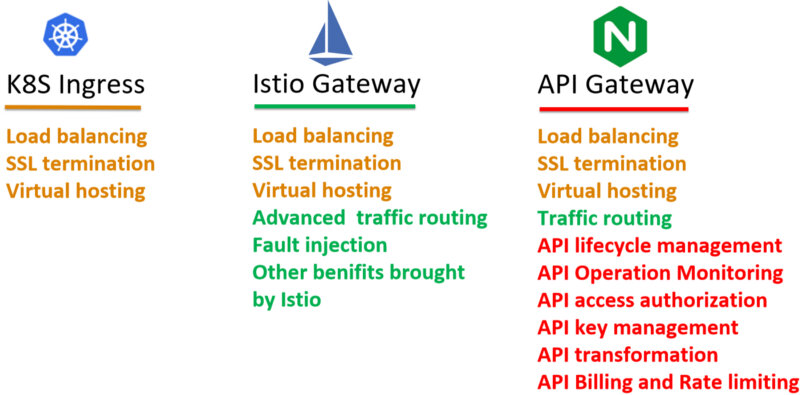 K8S Ingress
Load balancing
SSL termination
Virtual hosting
Istio Gateway
Load balancing
SSL termination
Virtual hosting
Advanced traffic routing
Fault injection
Other benifits brought
by Istio
N
API Gateway
Load balancing
SSL termination
Virtual hosting
Traffic routing
API lifecycle management
API Operation Monitoring
API access authorization
API key management
API transformation
API Billing and Rate limiting